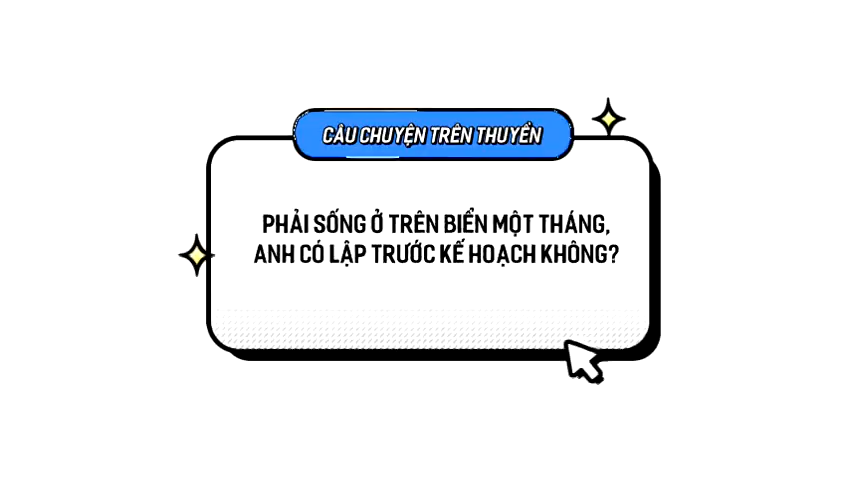 CÂU CHUYỆN TRÊN THUYỀN
PHẢI SỐNG Ở TRÊN BIỂN MỘT THÁNG,
ANH CÓ LẬP TRƯỚC KẾ HOẠCH KHÔNG?